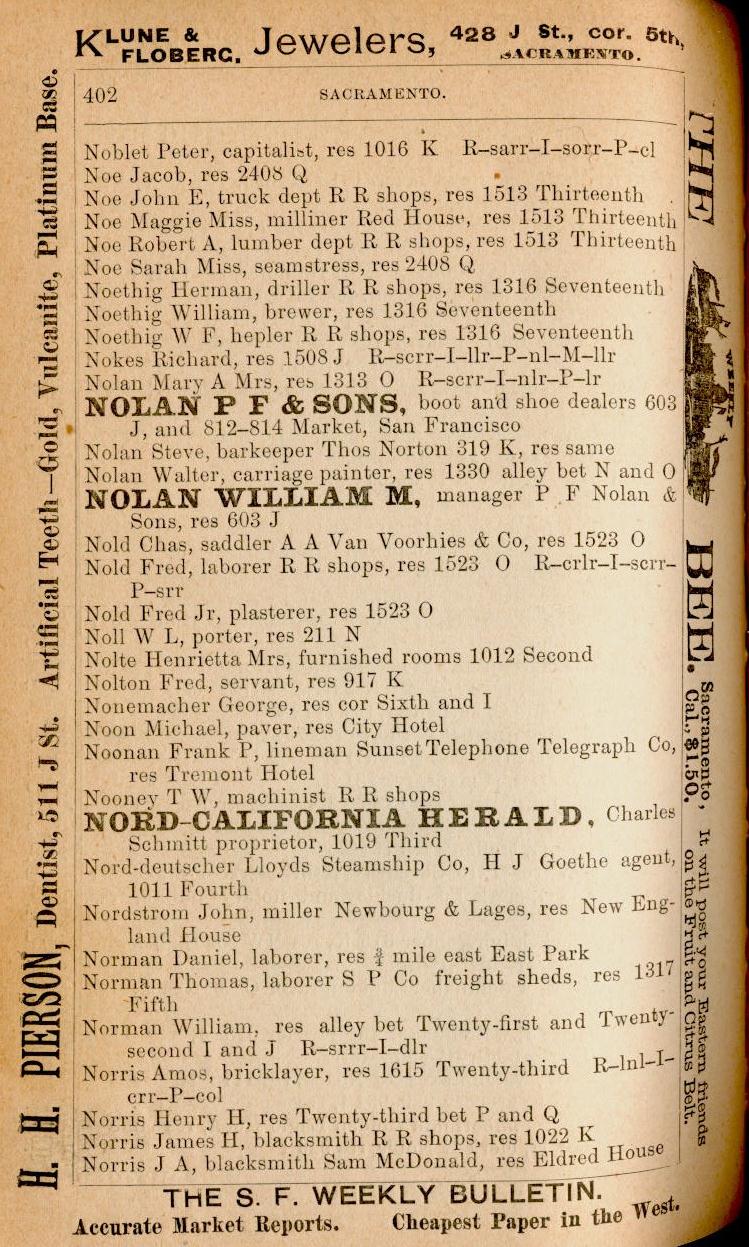 KLUNE & FLOBERG, Jewelers, 428 J St., cor. 5th, SACRAMENTO.
402 SACRAMENTO.
Noblet Peter, capitalist, res 1016 K R–sarr–I–sorr–P–cl
Noe Jacob, res 2408 Q
Noe John E, truck dept R R shops, res 1513 Thirteenth
Noe Maggie Miss, milliner Red House, res 1513 Thirteenth
Noe Robert A, lumber dept R R shops, res 1513 Thirteenth
Noe Sarah Miss, seamstress, res 2408 Q
Noethig Herman, driller R R shops, res 1316 Seventeenth
Noethig William, brewer, res 1316 Seventeenth
Noethig W F, hepler R R shops, res 1316 Seventeenth
Nokes Richard, res 1508 J R–scrr–I–llr–P–nl–M–llr
Nolan Mary A Mrs, res 1313 O R–scrr–I–nlr–P–lr
NOLAN P F & SONS, boot and shoe dealers 603
J, and 812–814 Market, San Francisco
Nolan Steve, barkeeper Thos Norton 319 K, res same
Nolan Walter, carriage painter, res 1330 alley bet N and O
NOLAN WILLIAM M, manager P F Nolan &
Sons, res 603 J
Nold Chas, saddler A A Van Voorhies & Co, res 1523 O
Nold Fred, laborer R R shops, res 1523 O R–crlr–I–scrr–
P–srr
Nold Fred Jr, plasterer, res 1523 O
Noll W L, porter, res 211 N
Nolte Henrietta Mrs, furnished rooms 1012 Second
Nolton Fred, servant, res 917 K
Nonemacher George, res cor Sixth and I
Noon Michael, paver, res City Hotel
Noonan Frank P, lineman Sunset Telephone Telegraph Co,
res Tremont Hotel
Nooney T W, machinist R R shops
NORD-CALIFORNIA HERALD, Charles
Schmitt proprietor, 1019 Third
Nord-deutscher Lloyds Steamship Co, H J Goethe agent,
1011 Fourth
Nordstrom John, miller Newbourg & Lages, res New Eng-
land House
Norman Daniel, laborer, res ¾ mile east East Park
Norman Thomas, laborer S P Co freight sheds, res 1317
Fifth
Norman William, res alley bet Twenty-first and Twenty-
second I and J R–srrr–I–dlr
Norris Amos, bricklayer, res 1615 Twenty-third R–lnl–I–
crr–P–col
Norris Henry H, res Twenty-third bet P and Q
Norris James H, blacksmith R R shops, res 1022 K
Norris J A, blacksmith Sam McDonald, res Eldred House
THE S. F. WEEKLY BULLETIN.
Accurate Market Reports. Cheapest Paper in the West.
H. H. PIERSON, Dentist, 511 J St. Artificial Teeth—Gold, Vulcanite, Platinum Base.
THE WEEKLY BEE. Sacramento, Cal., $1.50. It will post your Eastern friends
on the Fruit and Citrus Belt.